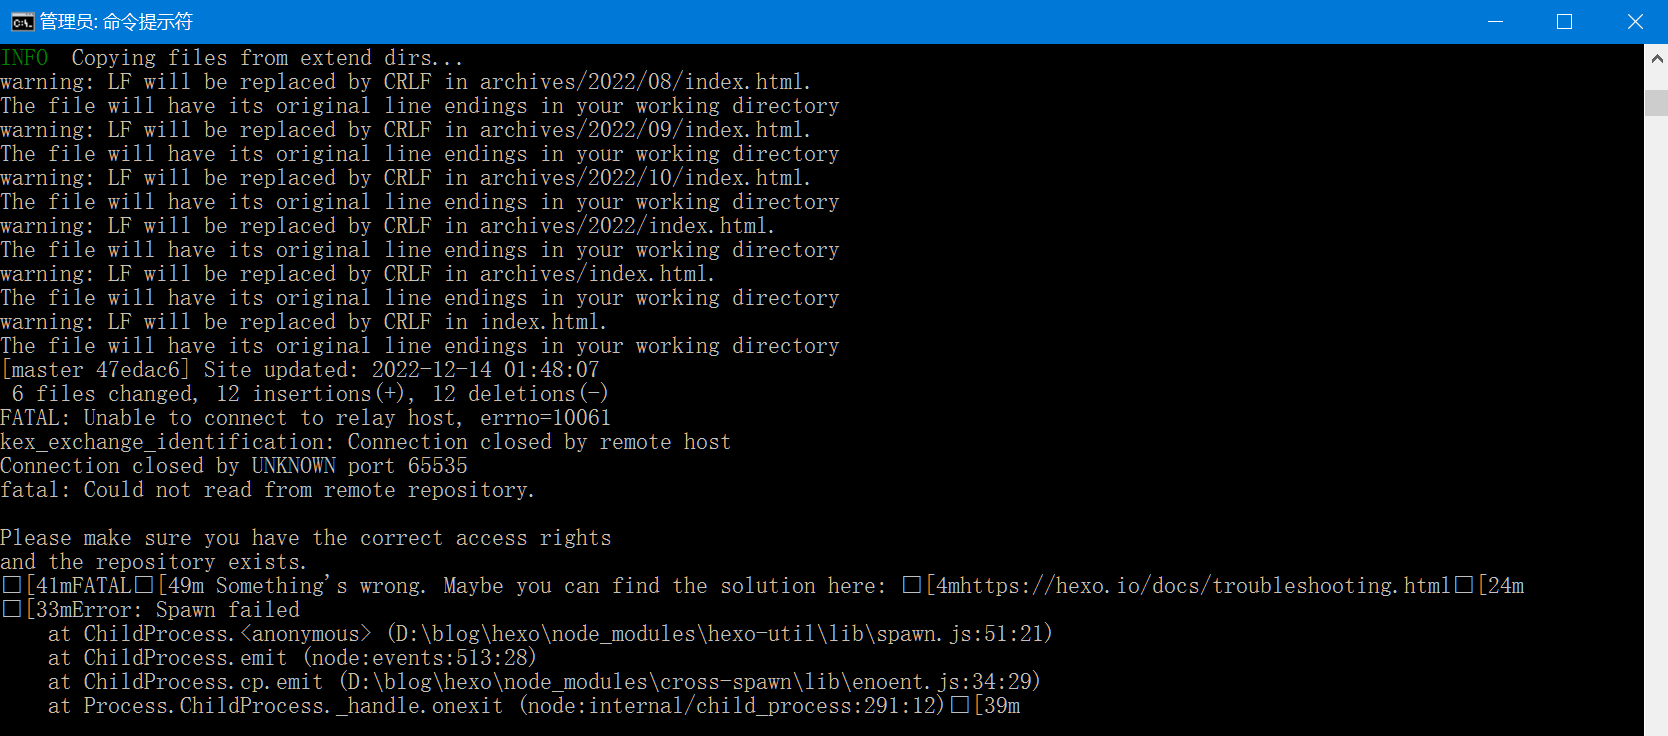 管理员: 命令提示符
INFO  Copying files from extend dirs...
warning: LF will be replaced by CRLF in archives/2022/08/index.html.
The file will have its original line endings in your working directory
warning: LF will be replaced by CRLF in archives/2022/09/index.html.
The file will have its original line endings in your working directory
warning: LF will be replaced by CRLF in archives/2022/10/index.html.
The file will have its original line endings in your working directory
warning: LF will be replaced by CRLF in archives/2022/index.html.
The file will have its original line endings in your working directory
warning: LF will be replaced by CRLF in archives/index.html.
The file will have its original line endings in your working directory
warning: LF will be replaced by CRLF in index.html.
The file will have its original line endings in your working directory
[master 47edac6] Site updated: 2022-12-14 01:48:07
 6 files changed, 12 insertions(+), 12 deletions(-)
FATAL: Unable to connect to relay host, errno=10061
kex_exchange_identification: Connection closed by remote host
Connection closed by UNKNOWN port 65535
fatal: Could not read from remote repository.

Please make sure you have the correct access rights
and the repository exists.
□[41mFATAL□[49m Something's wrong. Maybe you can find the solution here: □[4mhttps://hexo.io/docs/troubleshooting.html□[24m
□[33mError: Spawn failed
    at ChildProcess.<anonymous> (D:\blog\hexo\node_modules\hexo-util\lib\spawn.js:51:21)
    at ChildProcess.emit (node:events:513:28)
    at ChildProcess.cp.emit (D:\blog\hexo\node_modules\cross-spawn\lib\enoent.js:34:29)
    at Process.ChildProcess._handle.onexit (node:internal/child_process:291:12)□[39m